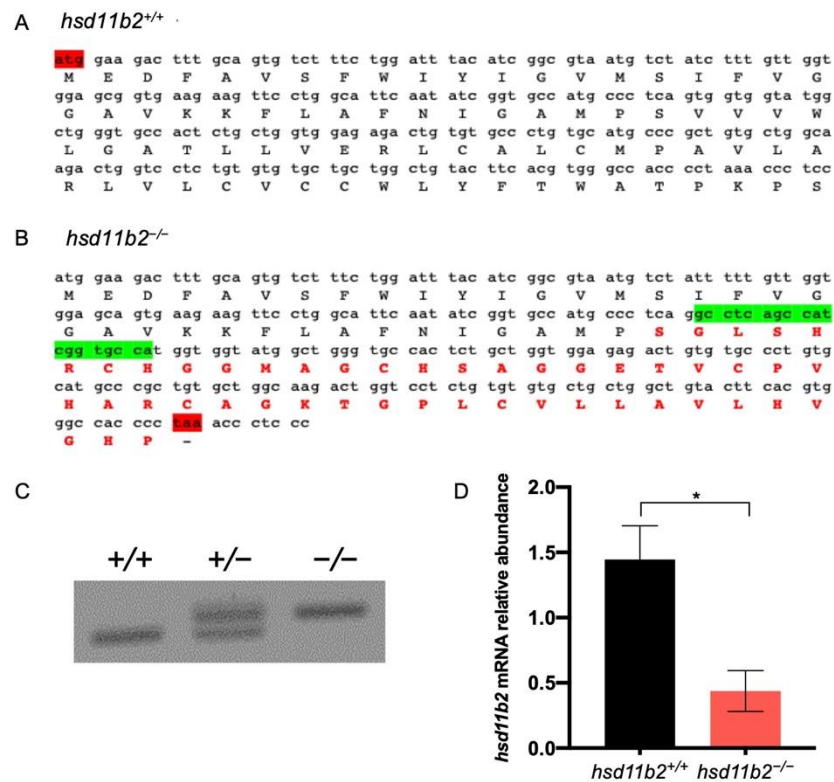 A hsd11b2+/+
atg gaa gac ttt gca gtg tct ttc tgg att tac atc ggc gta atg tct atc ttt gtt ggt
M E D F A V S F W I Y I G V M S I F V G
gga gcg gtg aag aag ttc ctg gca ttc aat atc ggt gcc atg ccc tca gtg gtg gta tgg
G A V K K F L A F N I G A M P S V V V W
ctg ggt gcc act ctg ctg gtg gag aga ctg tgt gcc ctg tgc atg ccc gct gtg ctg gca
L G A T L L V E R L C A L C M P A V L A
aga ctg gtc ctc tgt gtg tgc tgc tgg ctg tac ttc acg tgg gcc acc cct aaa ccc tcc
R L V L C V C C W L Y F T W A T P K P S
B hsd11b2−/−
atg gaa gac ttt gca gtg tct ttc tgg att tac atc ggc gta atg tct att ttt gtt ggt
M E D F A V S F W I Y I G V M S I F V G
gga gca gtg aag aag ttc ctg gca ttc aat atc ggt gcc atg ccc tca ggc ctc agc cat
G A V K K F L A F N I G A M P S G L S H
cgg tgc cat ggt ggt atg gct ggg tgc cac tct gct ggt gga gag act gtg tgc cct gtg
R C H G G M A G C H S A G G E T V C P V
cat gcc cgc tgt gct ggc aag act ggt cct ctg tgt gtg ctg ctg gct gta ctt cac gtg
H A R C A G K T G P L C V L L A V L H V
ggc cac ccc taa acc ctc cc
G H P –
C
+/+ +/− −/−
D
hsd11b2 mRNA relative abundance
2.0
1.5
1.0
0.5
0.0
*
hsd11b2+/+ hsd11b2−/−